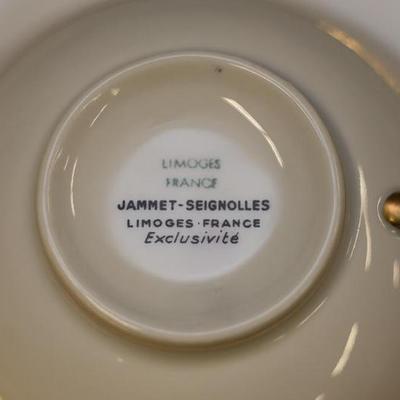 LIMOGES
FRANCE
JAMMET-SEIGNOLLES
LIMOGES·FRANCE
Exclusivité